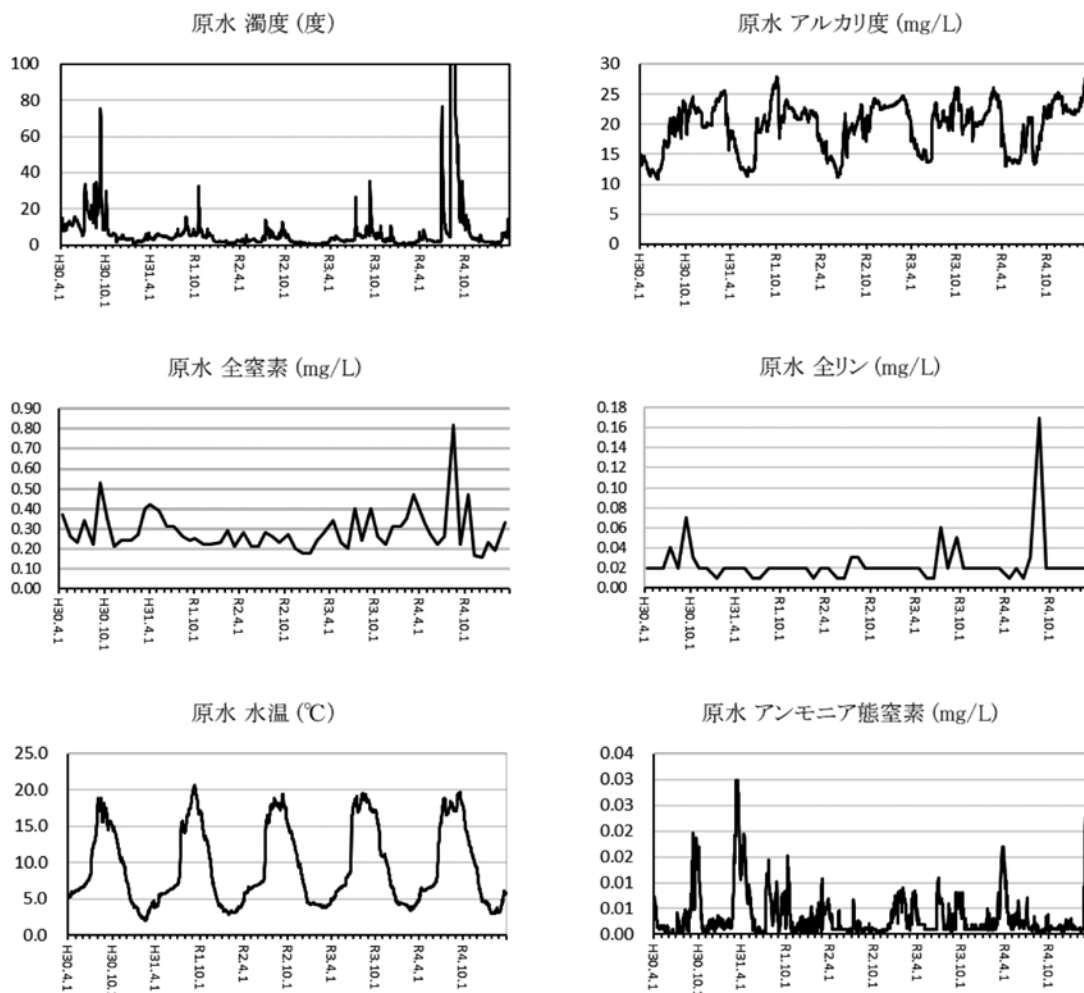 原水 濁度 (度)
100
80
60
40
20
0
H30.4.1
H30.10.1
H31.4.1
R1.10.1
R2.4.1
R2.10.1
R3.4.1
R3.10.1
R4.4.1
R4.10.1
原水 アルカリ度 (mg/L)
30
25
20
15
10
5
0
H30.4.1
H30.10.1
H31.4.1
R1.10.1
R2.4.1
R2.10.1
R3.4.1
R3.10.1
R4.4.1
R4.10.1
原水 全窒素 (mg/L)
0.90
0.80
0.70
0.60
0.50
0.40
0.30
0.20
0.10
0.00
H30.4.1
H30.10.1
H31.4.1
R1.10.1
R2.4.1
R2.10.1
R3.4.1
R3.10.1
R4.4.1
R4.10.1
原水 全リン (mg/L)
0.18
0.16
0.14
0.12
0.10
0.08
0.06
0.04
0.02
0.00
H30.4.1
H30.10.1
H31.4.1
R1.10.1
R2.4.1
R2.10.1
R3.4.1
R3.10.1
R4.4.1
R4.10.1
原水 水温 (℃)
25.0
20.0
15.0
10.0
5.0
0.0
H30.4.1
H30.10.
H31.4.1
R1.10.1
R2.4.1
R2.10.1
R3.4.1
R3.10.1
R4.4.1
R4.10.1
原水 アンモニア態窒素 (mg/L)
0.04
0.03
0.03
0.02
0.02
0.01
0.01
0.00
H30.4.1
H30.10.
H31.4.1
R1.10.1
R2.4.1
R2.10.1
R3.4.1
R3.10.1
R4.4.1
R4.10.1